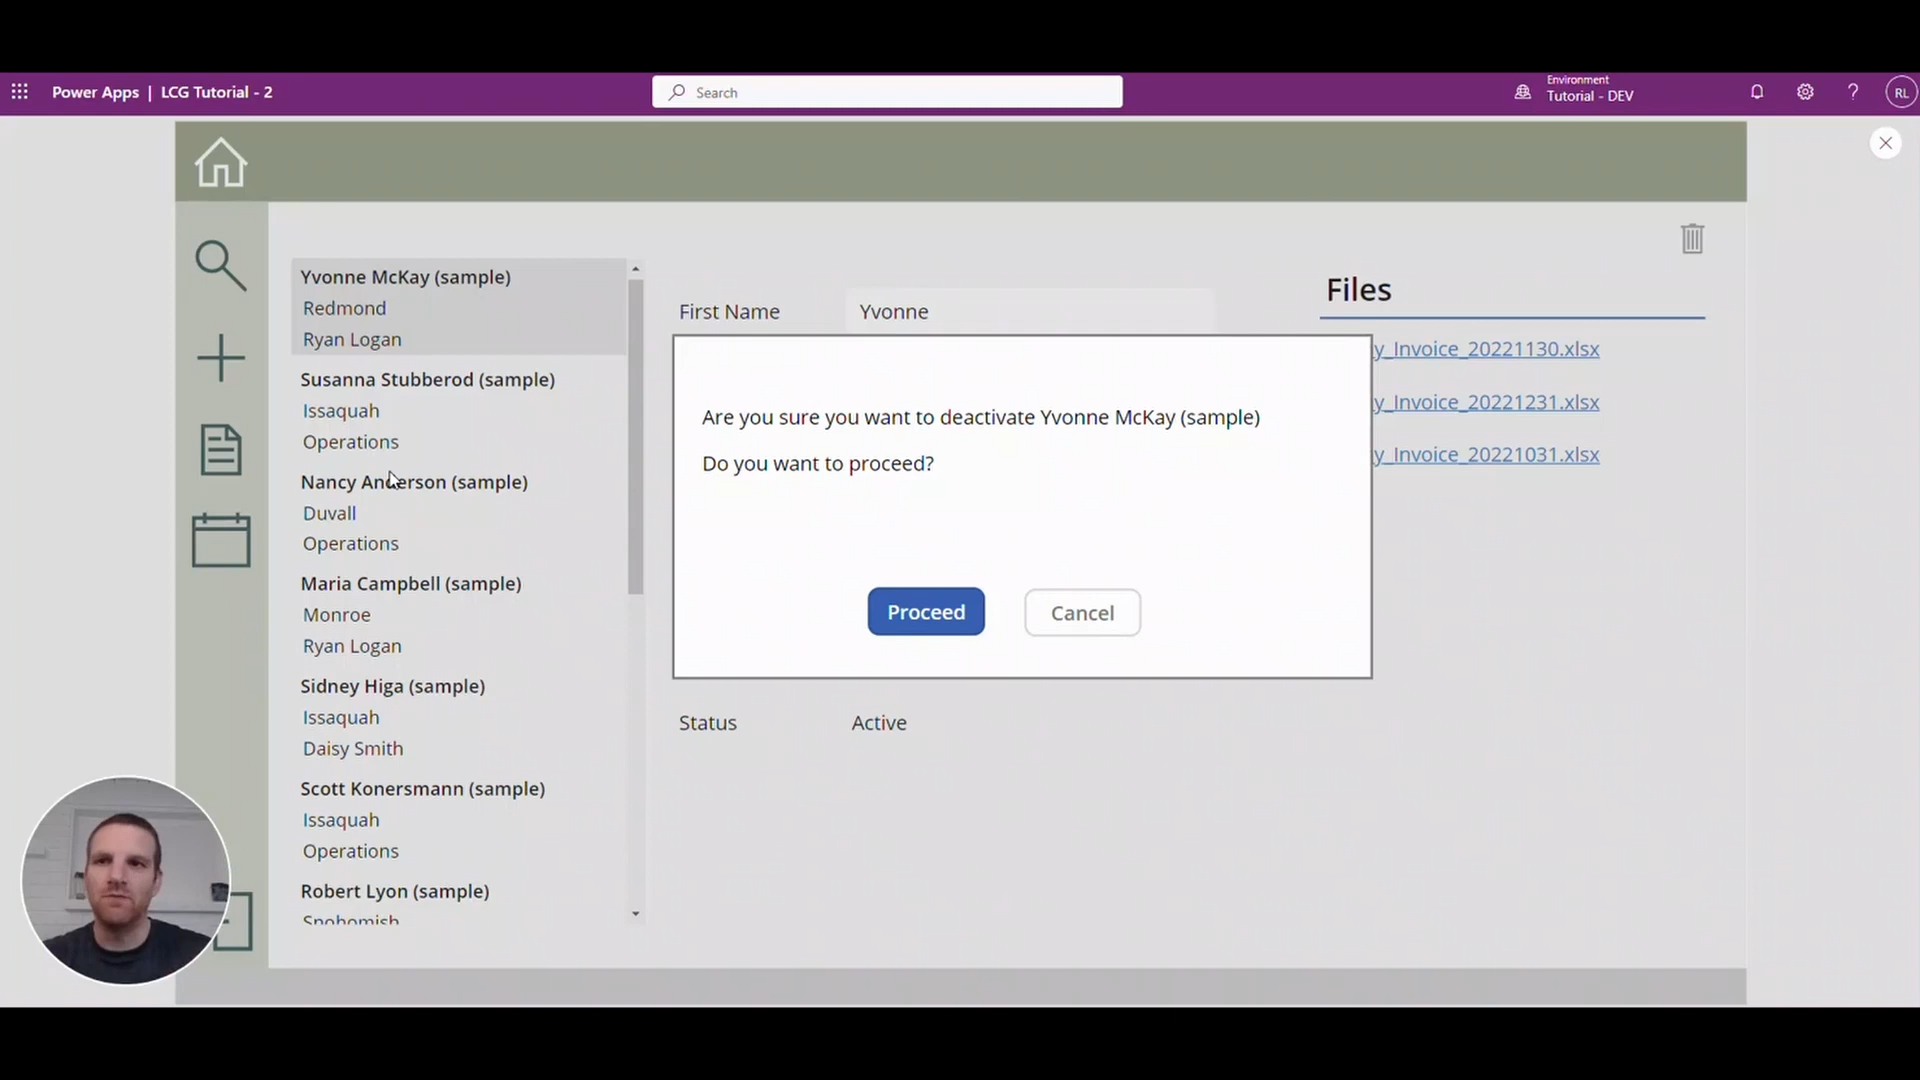 Power Apps | LCG Tutorial - 2
Search
Environment
Tutorial - DEV
?
RL
Yvonne McKay (sample)
Redmond
Ryan Logan
Susanna Stubberod (sample)
Issaquah
Operations
Nancy Anderson (sample)
Duvall
Operations
Maria Campbell (sample)
Monroe
Ryan Logan
Sidney Higa (sample)
Issaquah
Daisy Smith
Scott Konersmann (sample)
Issaquah
Operations
Robert Lyon (sample)
Snohomish
First Name Yvonne
Are you sure you want to deactivate Yvonne McKay (sample)
Do you want to proceed?
Proceed Cancel
Status Active
Files
y_Invoice_20221130.xlsx
y_Invoice_20221231.xlsx
y_Invoice_20221031.xlsx